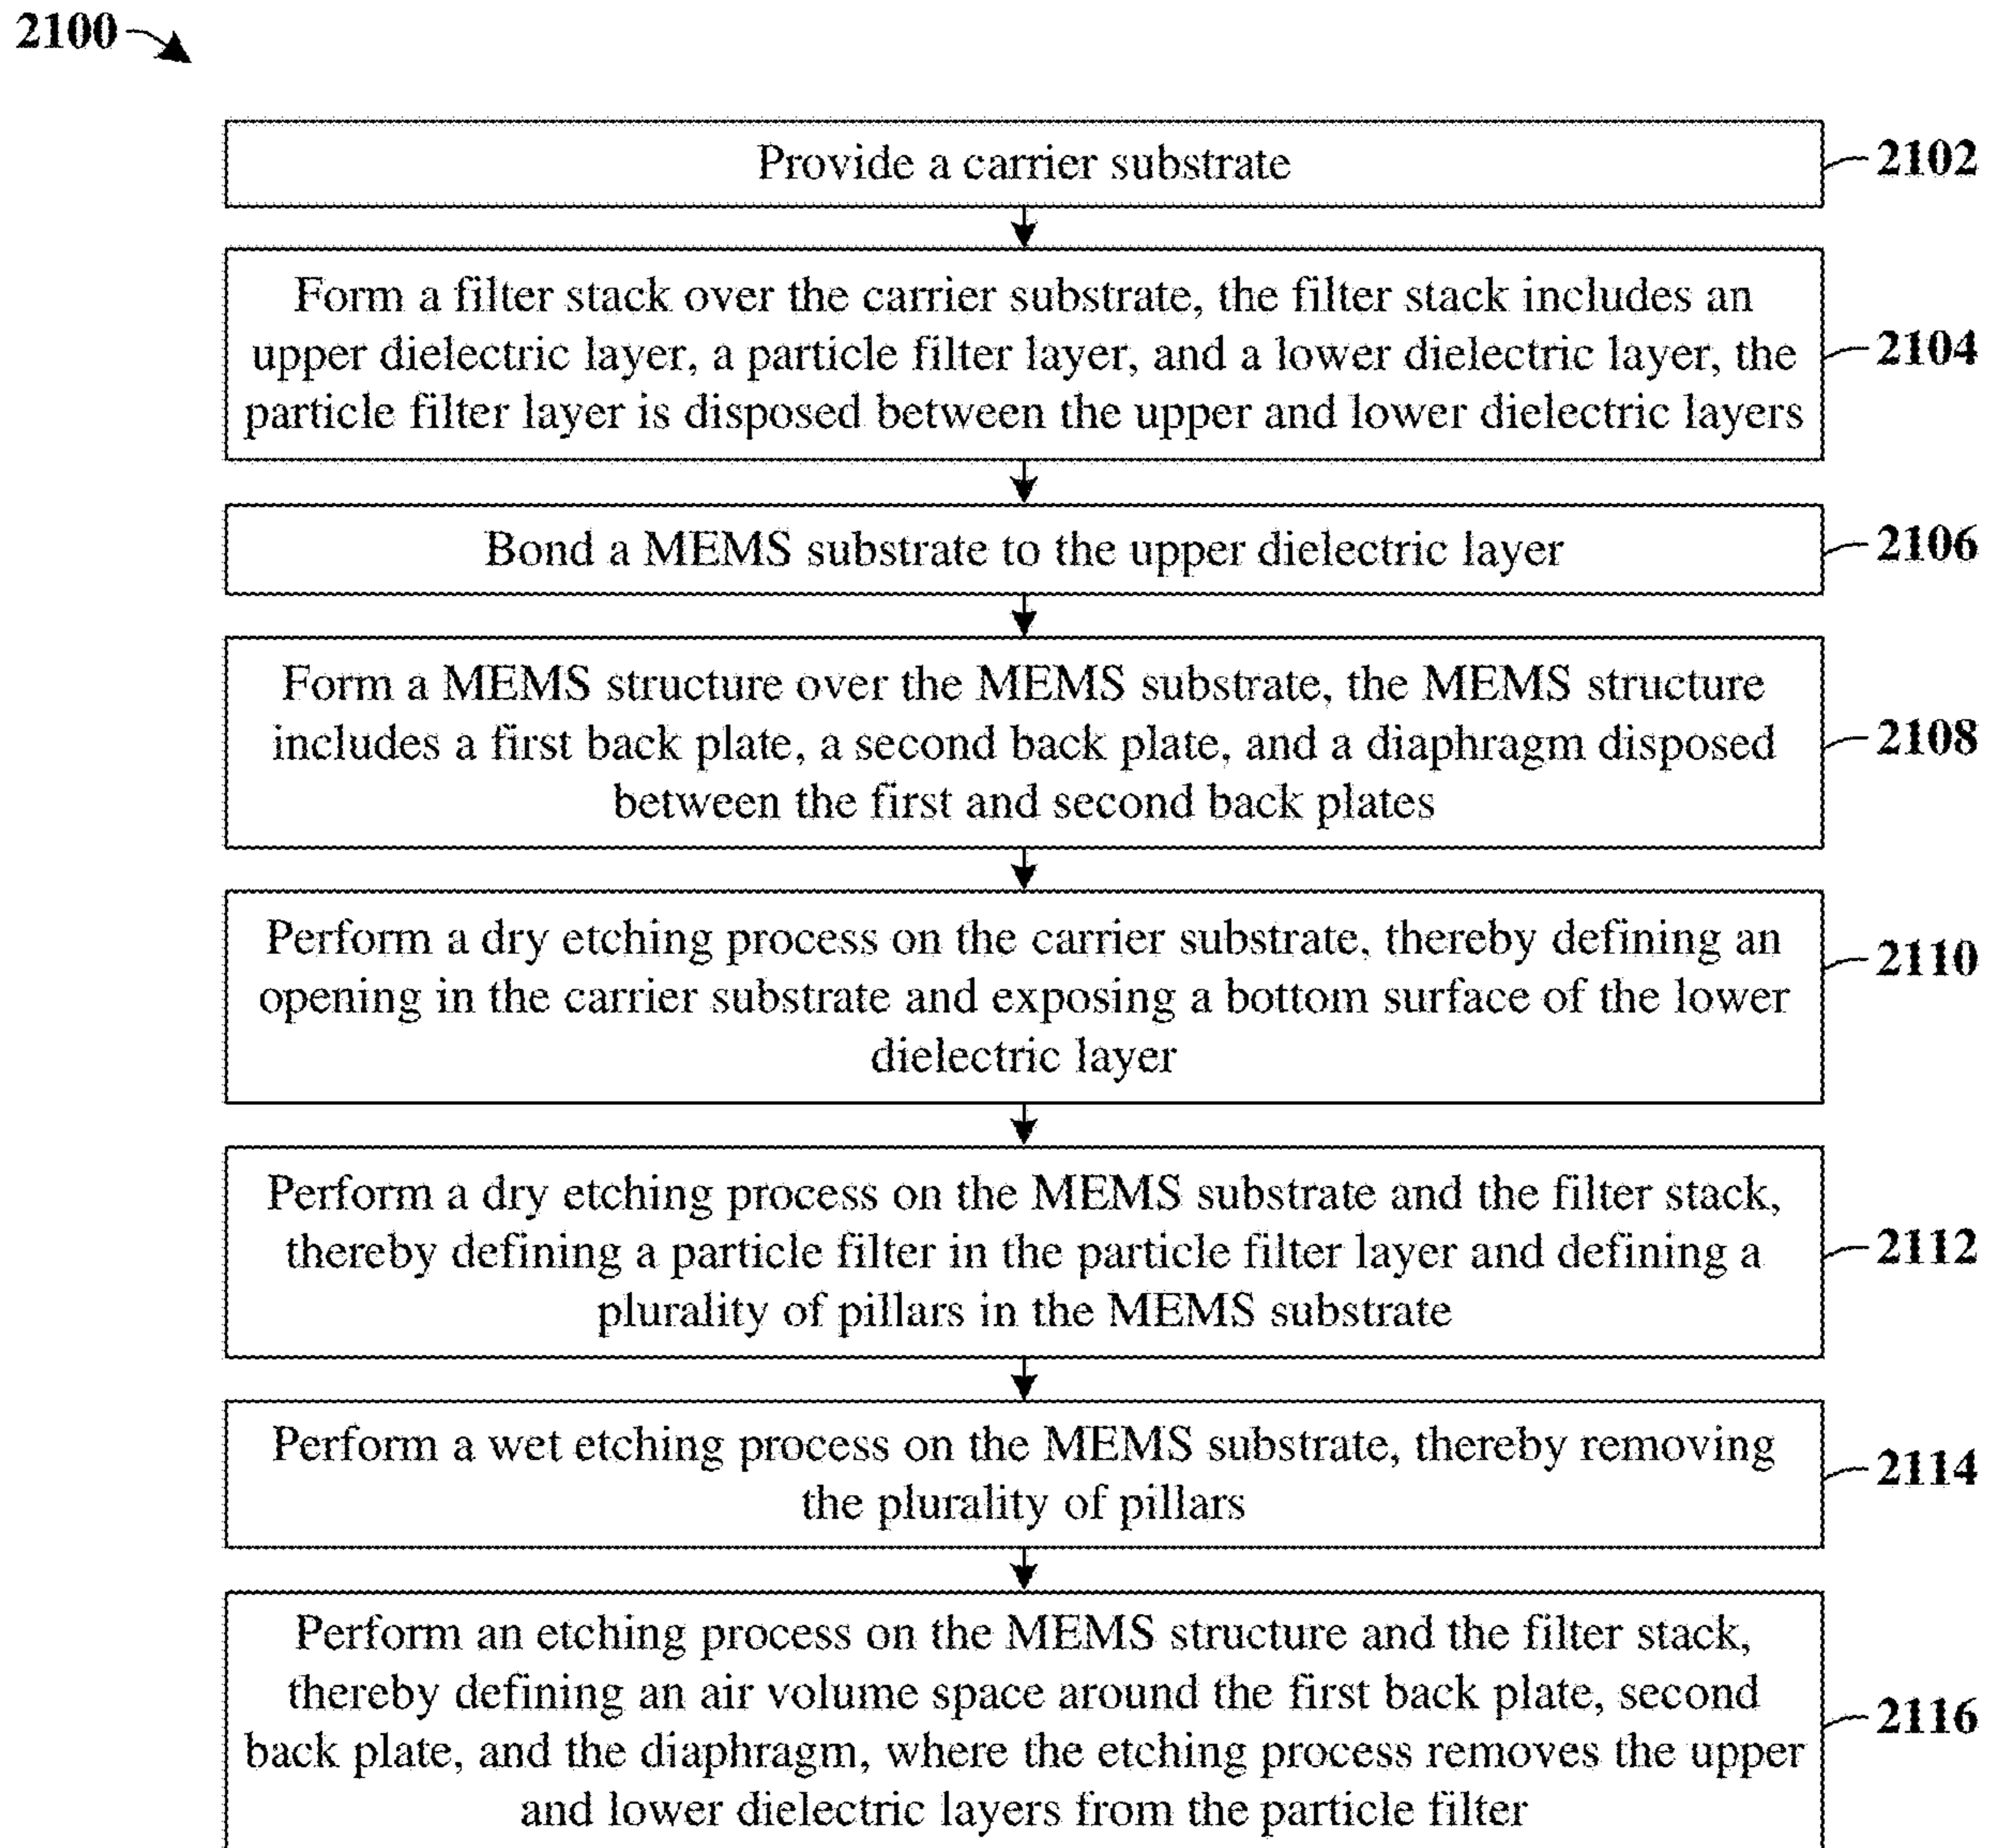 2100
Provide a carrier substrate
2102
Form a filter stack over the carrier substrate, the filter stack includes an
upper dielectric layer, a particle filter layer, and a lower dielectric layer, the
particle filter layer is disposed between the upper and lower dielectric layers
2104
Bond a MEMS substrate to the upper dielectric layer
2106
Form a MEMS structure over the MEMS substrate, the MEMS structure
includes a first back plate, a second back plate, and a diaphragm disposed
between the first and second back plates
2108
Perform a dry etching process on the carrier substrate, thereby defining an
opening in the carrier substrate and exposing a bottom surface of the lower
dielectric layer
2110
Perform a dry etching process on the MEMS substrate and the filter stack,
thereby defining a particle filter in the particle filter layer and defining a
plurality of pillars in the MEMS substrate
2112
Perform a wet etching process on the MEMS substrate, thereby removing
the plurality of pillars
2114
Perform an etching process on the MEMS structure and the filter stack,
thereby defining an air volume space around the first back plate, second
back plate, and the diaphragm, where the etching process removes the upper
and lower dielectric layers from the particle filter
2116